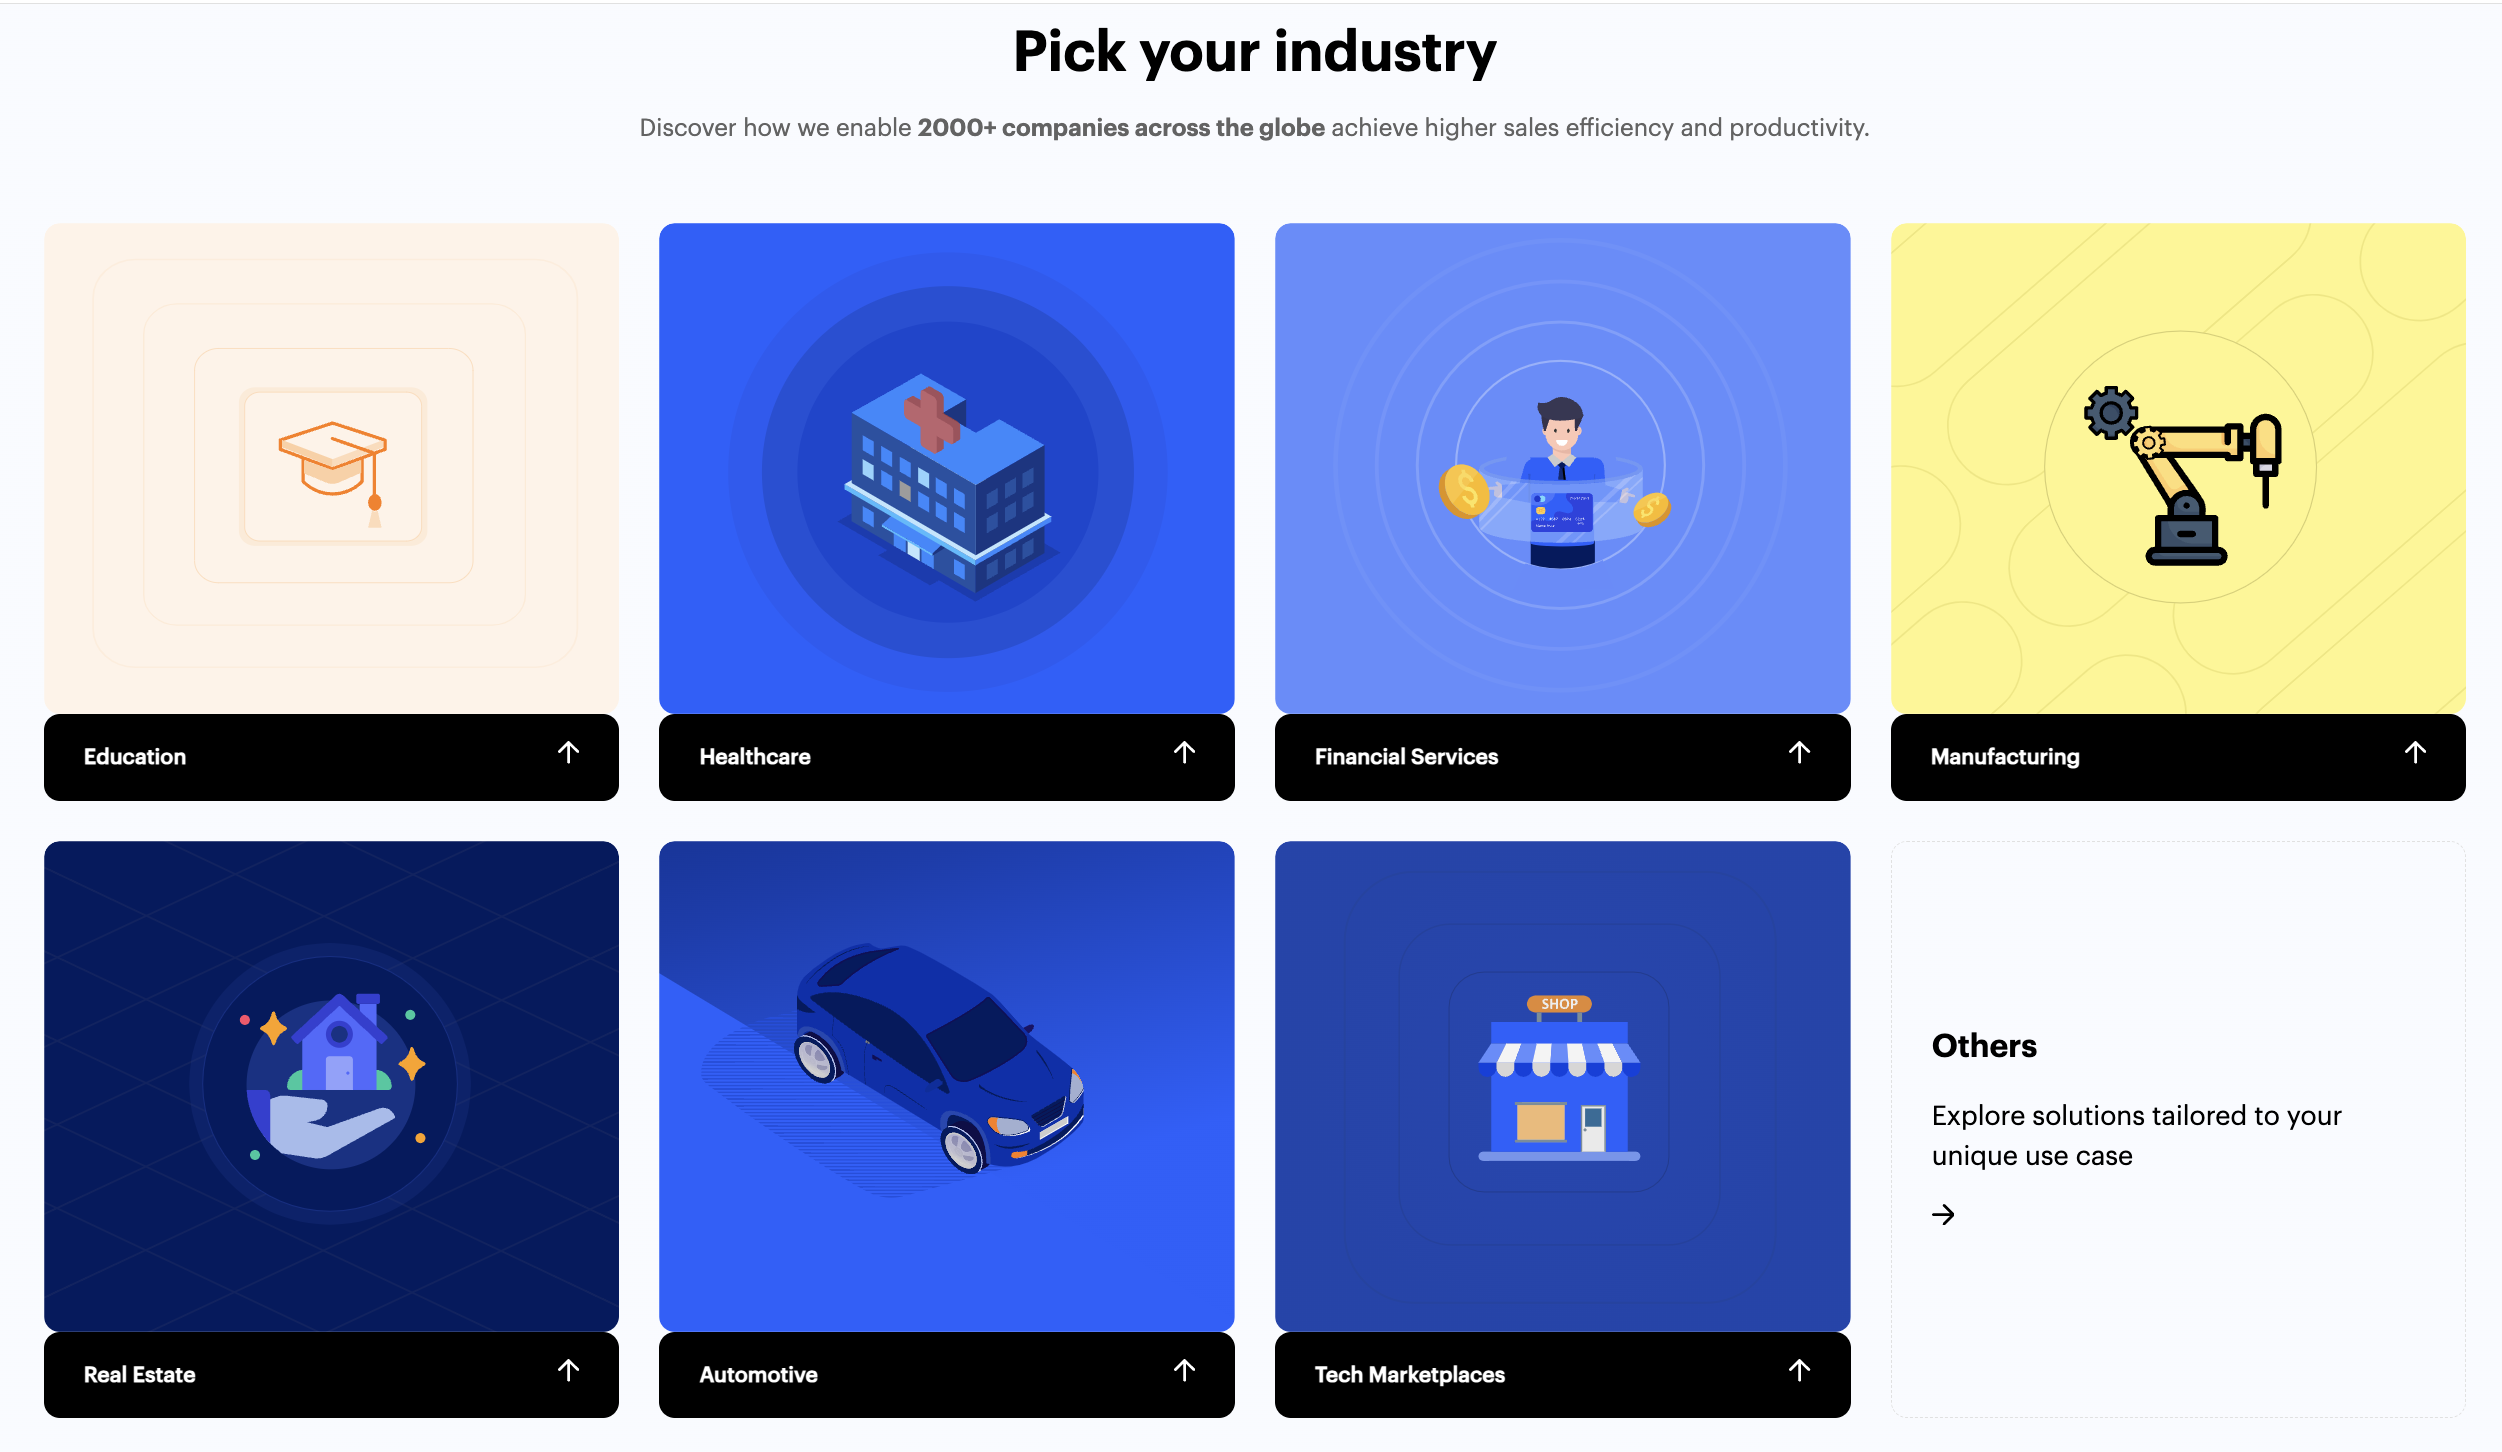 Pick your industry
Discover how we enable 2000+ companies across the globe achieve higher sales efficiency and productivity.
Education
Healthcare
Financial Services
Manufacturing
SHOP
Real Estate
Automotive
Tech Marketplaces
Others
Explore solutions tailored to your
unique use case